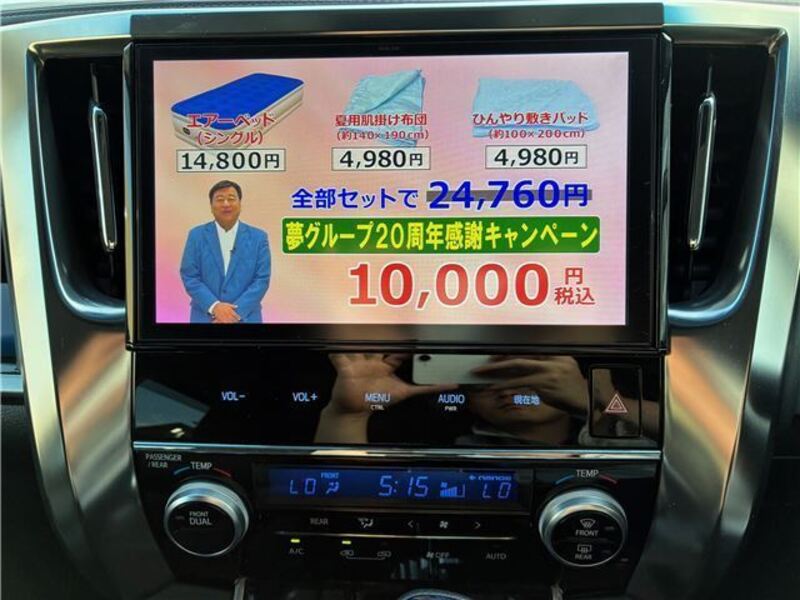 エアーベッド
(シングル)
14,800円
夏用肌掛け布団
(約140×190cm)
4,980円
ひんやり敷きパッド
(約100×200cm)
4,980円
全部セットで 24,760円
夢グループ20周年感謝キャンペーン
10,000円
税込
VOL-
VOL+
MENU
CTRL
AUDIO
PWR
現在地
PASSENGER
/ REAR
TEMP
LO
FRONT
5:15
nanoe
LO
TEMP
FRONT
DUAL
REAR
A/C
OFF
AUTO
FRONT
REAR